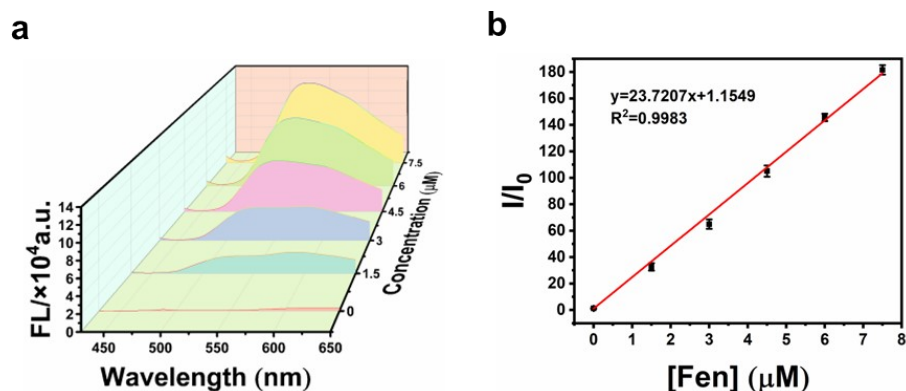 a
14
12
10
8
6
4
2
0
FL/×10⁴a.u.
450 500 550 600 650
Wavelength (nm)
7.5
6
4.5
3
1.5
0
Concentration (μM)
b
y=23.7207x+1.1549
R²=0.9983
180
160
140
120
100
80
60
40
20
0
I/I₀
0 1 2 3 4 5 6 7 8
[Fen] (μM)